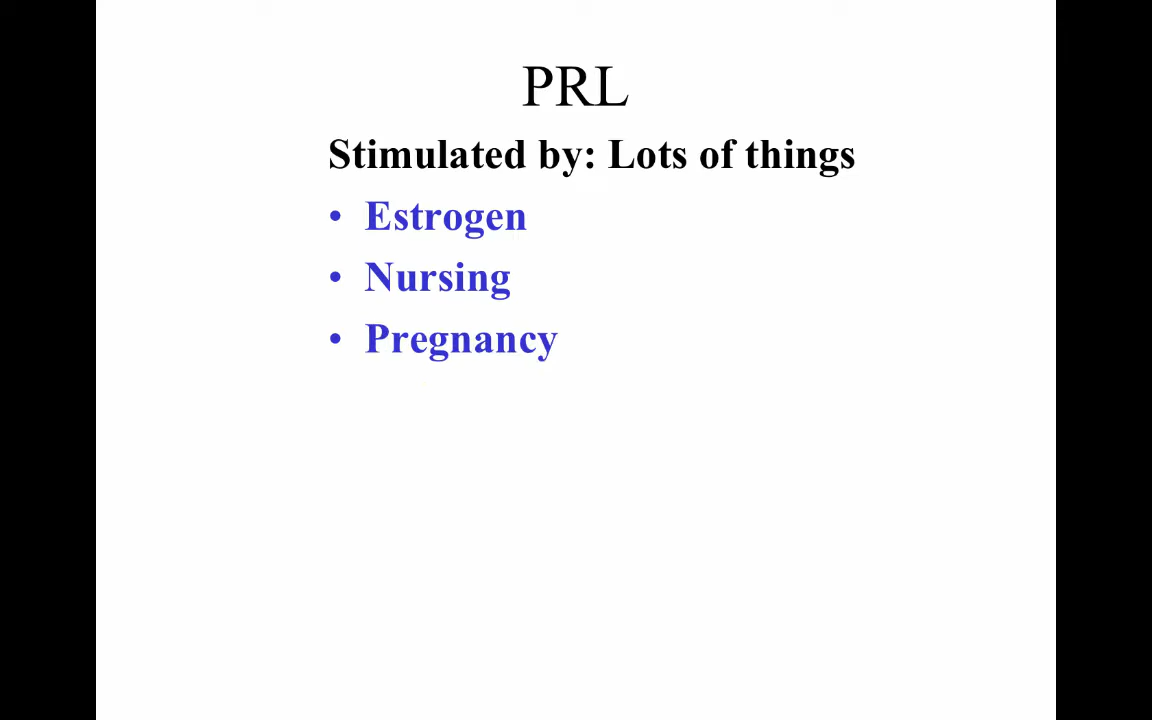 PRL
Stimulated by: Lots of things
• Estrogen
• Nursing
• Pregnancy